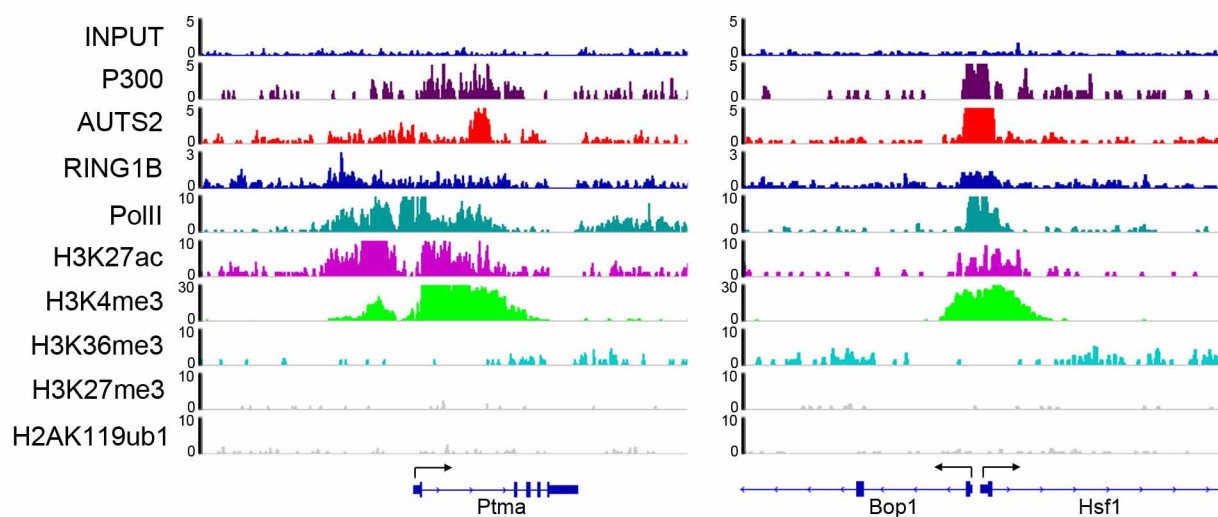 INPUT 5 0 5 0
P300 5 0 5 0
AUTS2 5 0 5 0
RING1B 3 0 3 0
PolII 10 0 10 0
H3K27ac 10 0 10 0
H3K4me3 30 0 30 0
H3K36me3 10 0 10 0
H3K27me3 10 0 10 0
H2AK119ub1 10 0 10 0
Ptma Bop1 Hsf1